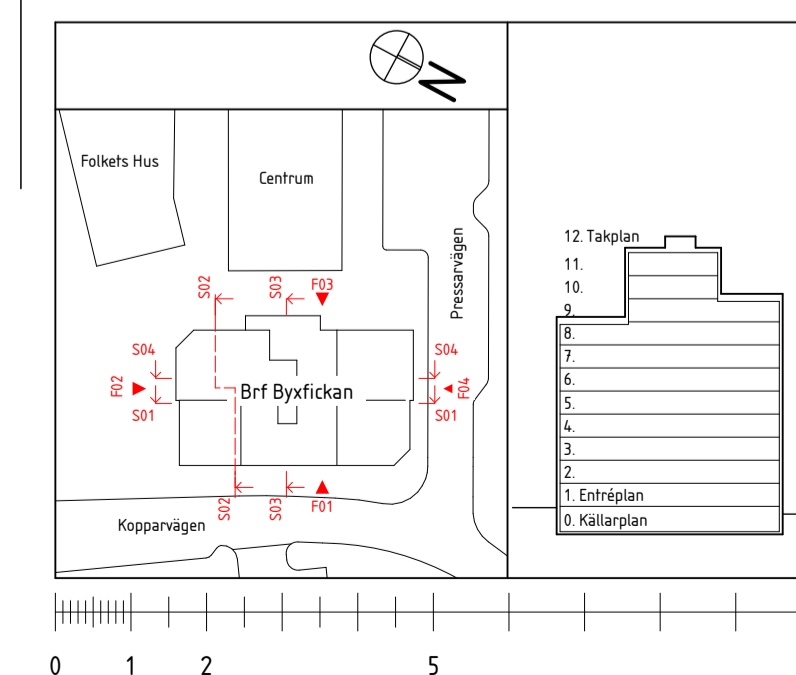 N
Folkets Hus
Centrum
Pressarvägen
S02
S03
F03
S04
S04
F02
F04
S01
S01
Brf Byxfickan
S02
S03
F01
Kopparvägen
12. Takplan
11.
10.
9.
8.
7.
6.
5.
4.
3.
2.
1. Entréplan
0. Källarplan
0 1 2 5